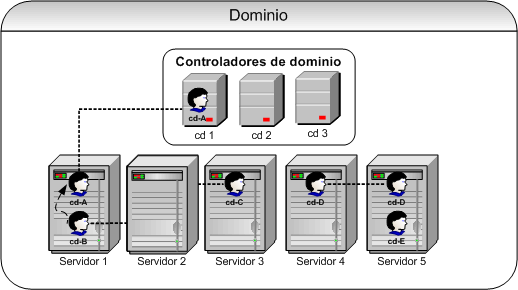 Dominio
Controladores de dominio
cd-A
cd 1
cd 2
cd 3
cd-A
cd-B
cd-C
cd-D
cd-D
cd-E
Servidor 1
Servidor 2
Servidor 3
Servidor 4
Servidor 5